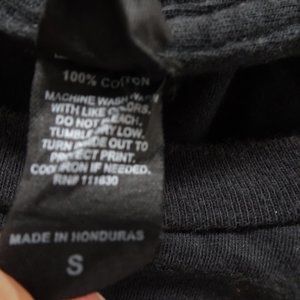 100% COTTON
MACHINE WASH
WITH LIKE COLORS.
DO NOT BLEACH.
TUMBLE DRY LOW.
TURN INSIDE OUT TO
PROTECT PRINT.
COOL IRON IF NEEDED.
RN# 111630
MADE IN HONDURAS
S